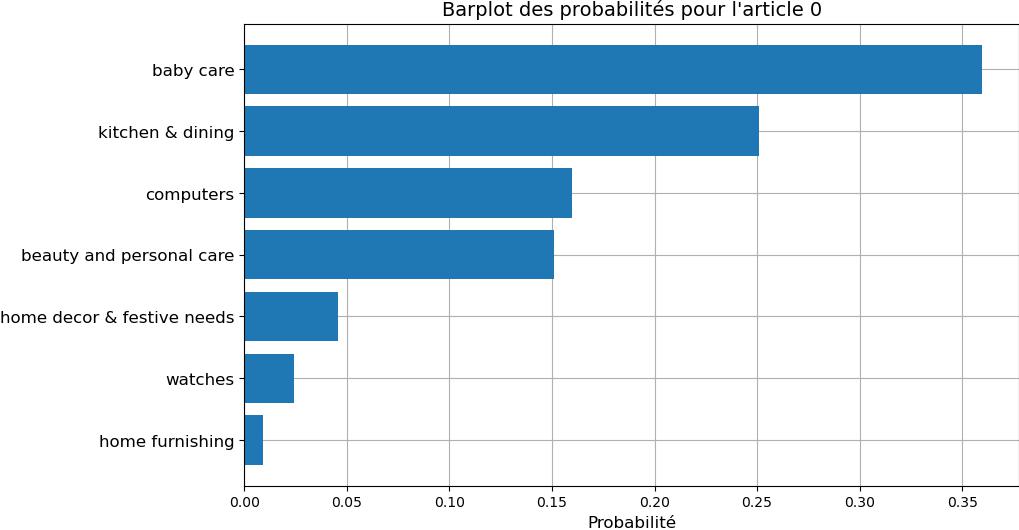 Barplot des probabilités pour l'article 0
baby care
kitchen & dining
computers
beauty and personal care
home decor & festive needs
watches
home furnishing
0.00 0.05 0.10 0.15 0.20 0.25 0.30 0.35
Probabilité